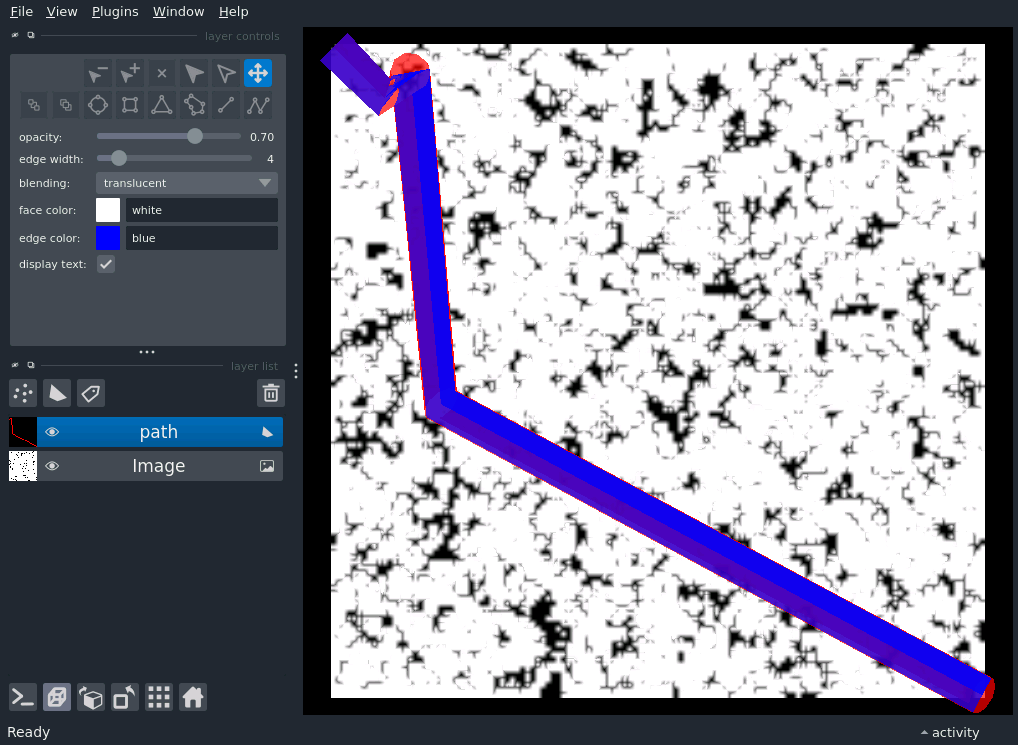 File View Plugins Window Help
layer controls
opacity: 0.70
edge width: 4
blending: translucent
face color: white
edge color: blue
display text:
layer list
path
Image
Ready
activity